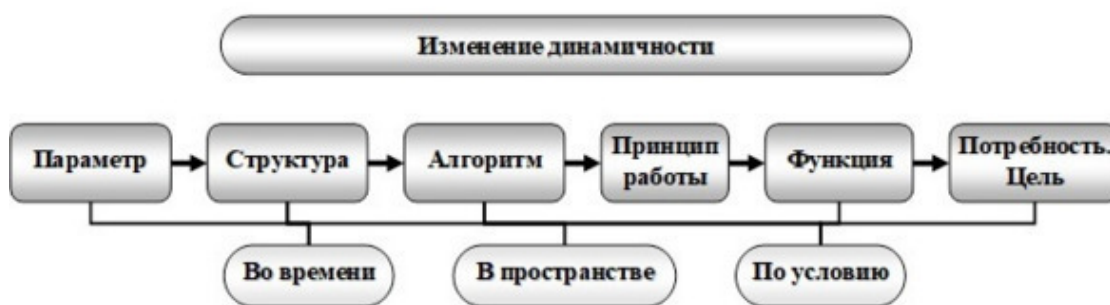 Изменение динамичности
Параметр
Структура
Алгоритм
Принцип
работы
Функция
Потребность.
Цель
Во времени
В пространстве
По условию